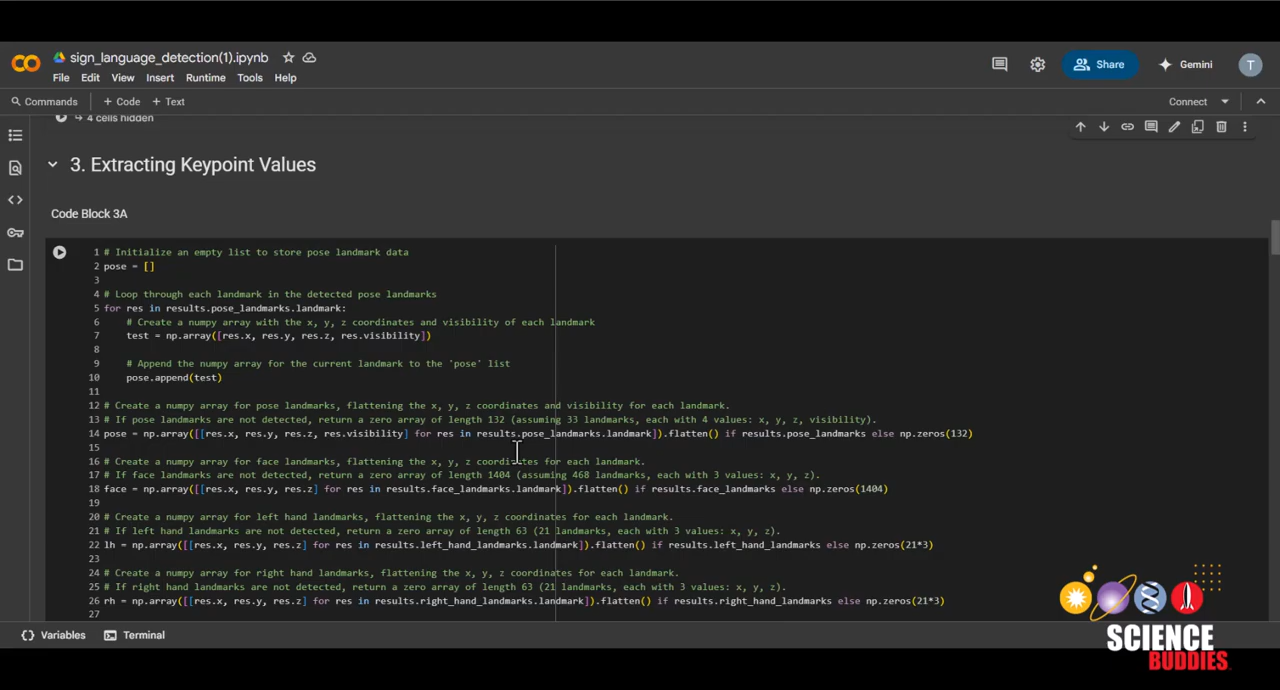 sign_language_detection(1).ipynb
File Edit View Insert Runtime Tools Help
Share
Gemini
T
Commands + Code + Text
Connect
4 cells hidden
3. Extracting Keypoint Values
Code Block 3A
1 # Initialize an empty list to store pose landmark data
2 pose = []
3
4 # Loop through each landmark in the detected pose landmarks
5 for res in results.pose_landmarks.landmark:
6 # Create a numpy array with the x, y, z coordinates and visibility of each landmark
7 test = np.array([res.x, res.y, res.z, res.visibility])
8
9 # Append the numpy array for the current landmark to the 'pose' list
10 pose.append(test)
11
12 # Create a numpy array for pose landmarks, flattening the x, y, z coordinates and visibility for each landmark.
13 # If pose landmarks are not detected, return a zero array of length 132 (assuming 33 landmarks, each with 4 values: x, y, z, visibility).
14 pose = np.array([[res.x, res.y, res.z, res.visibility] for res in results.pose_landmarks.landmark]).flatten() if results.pose_landmarks else np.zeros(132)
15
16 # Create a numpy array for face landmarks, flattening the x, y, z coordinates for each landmark.
17 # If face landmarks are not detected, return a zero array of length 1404 (assuming 468 landmarks, each with 3 values: x, y, z).
18 face = np.array([[res.x, res.y, res.z] for res in results.face_landmarks.landmark]).flatten() if results.face_landmarks else np.zeros(1404)
19
20 # Create a numpy array for left hand landmarks, flattening the x, y, z coordinates for each landmark.
21 # If left hand landmarks are not detected, return a zero array of length 63 (21 landmarks, each with 3 values: x, y, z).
22 lh = np.array([[res.x, res.y, res.z] for res in results.left_hand_landmarks.landmark]).flatten() if results.left_hand_landmarks else np.zeros(21*3)
23
24 # Create a numpy array for right hand landmarks, flattening the x, y, z coordinates for each landmark.
25 # If right hand landmarks are not detected, return a zero array of length 63 (21 landmarks, each with 3 values: x, y, z).
26 rh = np.array([[res.x, res.y, res.z] for res in results.right_hand_landmarks.landmark]).flatten() if results.right_hand_landmarks else np.zeros(21*3)
27
Variables Terminal
SCIENCE
BUDDIES